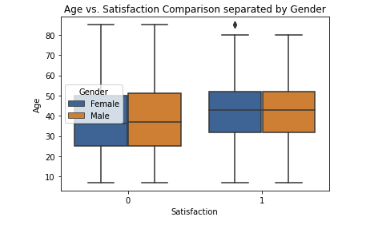 Age vs. Satisfaction Comparison separated by Gender
80
70
60
50
40
30
20
10
Age
Gender
Female
Male
0
1
Satisfaction